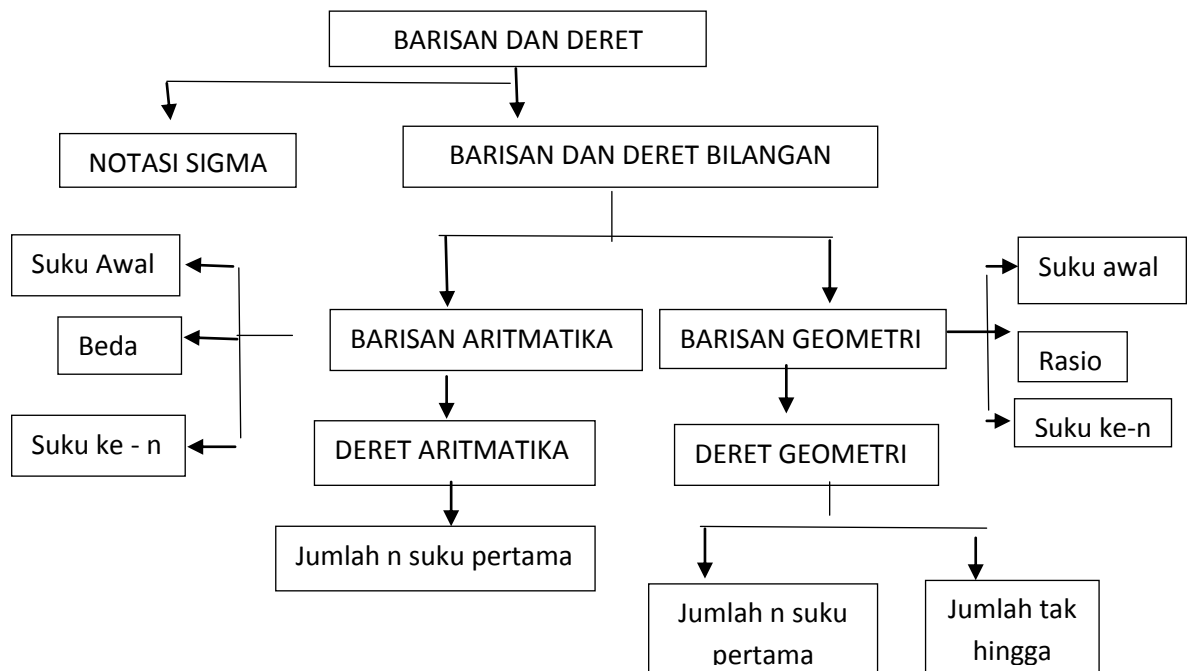 BARISAN DAN DERET
NOTASI SIGMA
BARISAN DAN DERET BILANGAN
Suku Awal
Suku awal
Beda
BARISAN ARITMATIKA
BARISAN GEOMETRI
Rasio
Suku ke - n
DERET ARITMATIKA
DERET GEOMETRI
Suku ke-n
Jumlah n suku pertama
Jumlah n suku
pertama
Jumlah tak
hingga